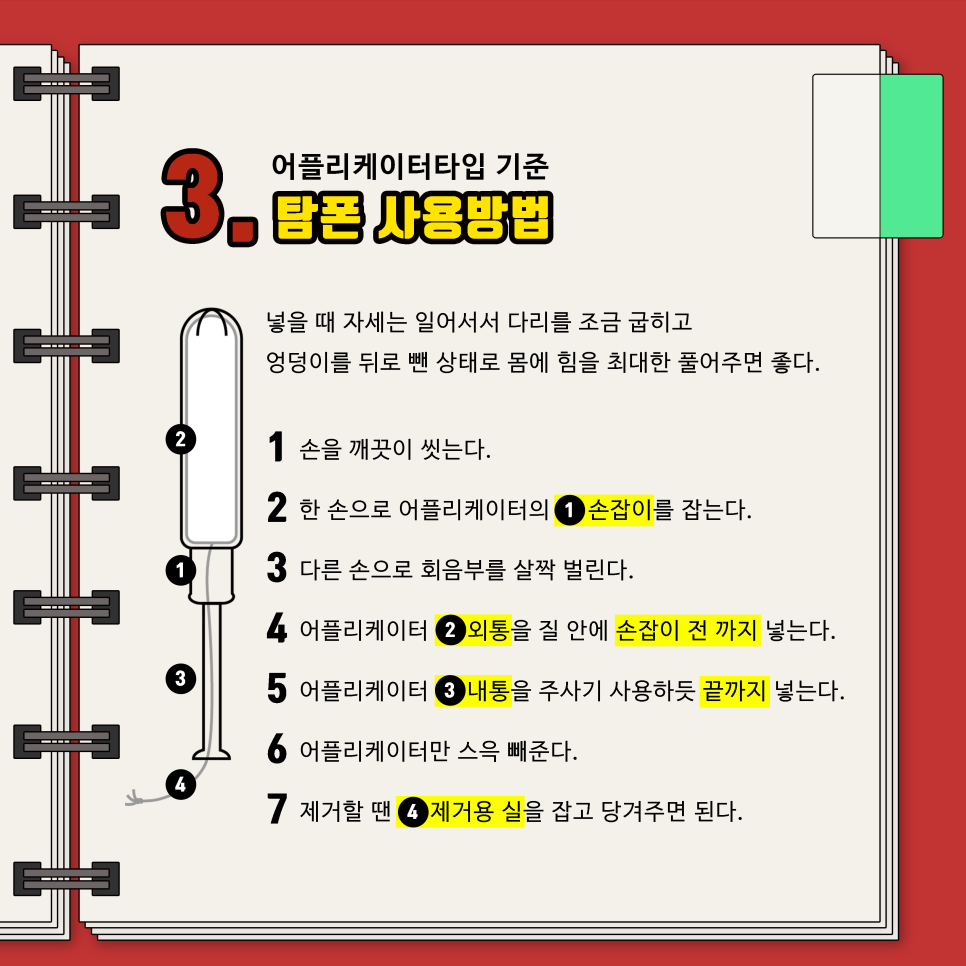 3.
어플리케이터타입 기준
탐폰 사용방법
넣을 때 자세는 일어서서 다리를 조금 굽히고
엉덩이를 뒤로 뺀 상태로 몸에 힘을 최대한 풀어주면 좋다.
1 손을 깨끗이 씻는다.
2 한 손으로 어플리케이터의 1 손잡이를 잡는다.
3 다른 손으로 회음부를 살짝 벌린다.
4 어플리케이터 2 외통을 질 안에 손잡이 전 까지 넣는다.
5 어플리케이터 3 내통을 주사기 사용하듯 끝까지 넣는다.
6 어플리케이터만 스윽 빼준다.
7 제거할 땐 4 제거용 실을 잡고 당겨주면 된다.
2
1
3
4